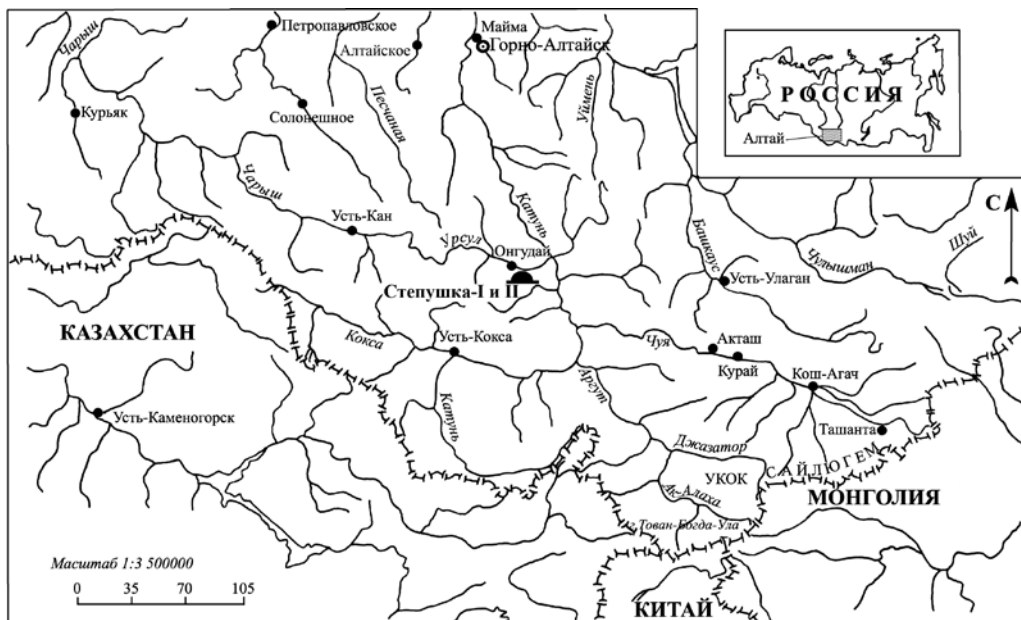 Чарыш
Петропавловское
Алтайское
Майма
Горно-Алтайск
РОССИЯ
Алтай
Курьяк
Солонешное
Песчаная
Уймень
Чарыш
Усть-Кан
Урсул
Катунь
Онгудай
Башкаус
Чулышман
Шуй
С
Усть-Улаган
Степушка-I и II
КАЗАХСТАН
Кокса
Усть-Кокса
Чуя
Акташ
Курай
Кош-Агач
Аргут
Катунь
Усть-Каменогорск
Ташанта
Джазатор
САЙЛЮГЕМ
УКОК
Ак-Алаха
МОНГОЛИЯ
г.Тован-Богда-Ула
Масштаб 1:3 500000
0 35 70 105
КИТАЙ